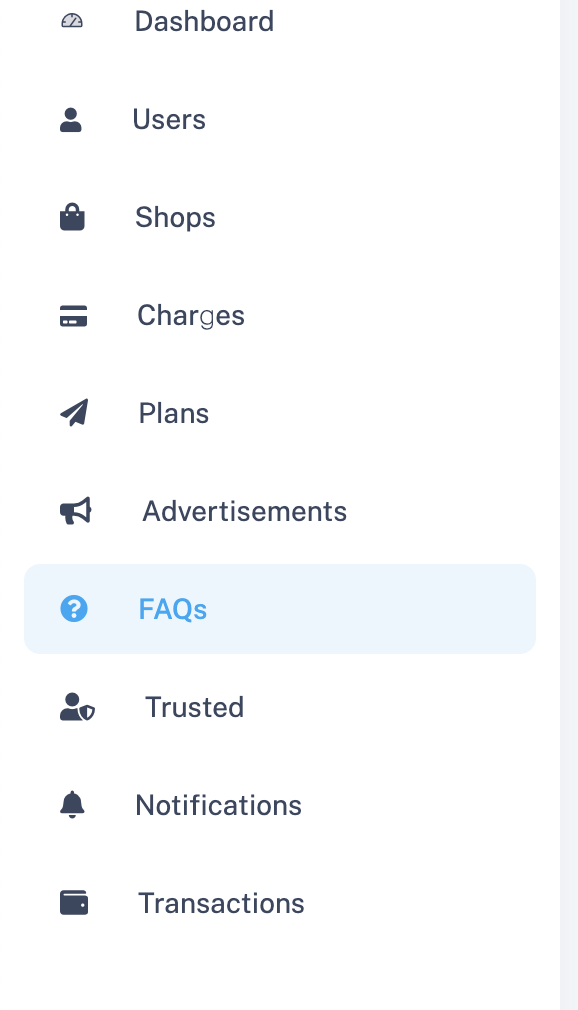 Dashboard
Users
Shops
Charges
Plans
Advertisements
FAQs
Trusted
Notifications
Transactions